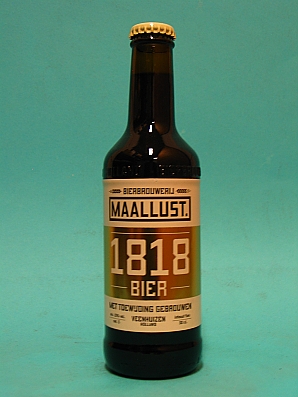 BIERBROUWERIJ
MAALLUST.
1818
BIER
MET TOEWIJDING GEBROUWEN
VEENHUIZEN
HOLLAND